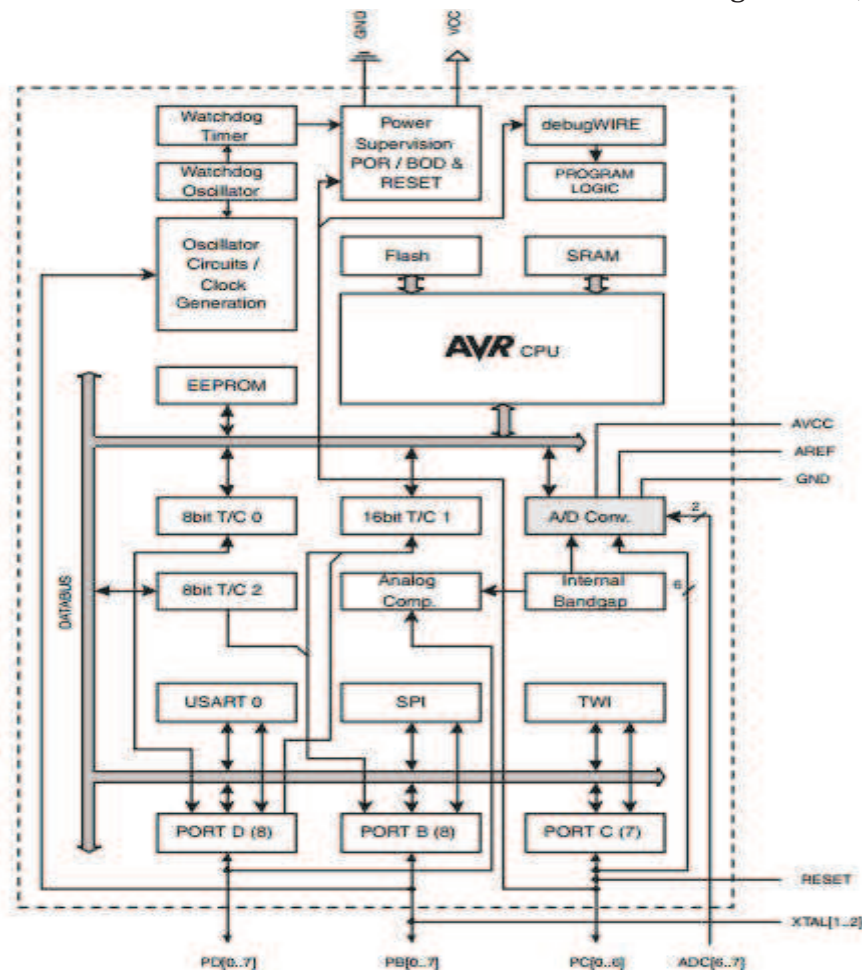 GND
VCC
Watchdog
Timer
Power
Supervision
POR / BOD &
RESET
debugWIRE
Watchdog
Oscillator
PROGRAM
LOGIC
Oscillator
Circuits /
Clock
Generation
Flash
SRAM
AVR CPU
EEPROM
AVCC
AREF
GND
2
8bit T/C 0
16bit T/C 1
A/D Conv.
DATABUS
8bit T/C 2
Analog
Comp.
Internal
Bandgap
6
USART 0
SPI
TWI
PORT D (8)
PORT B (8)
PORT C (7)
RESET
XTAL[1..2]
PD[0..7]
PB[0..7]
PC[0..6]
ADC[6..7]